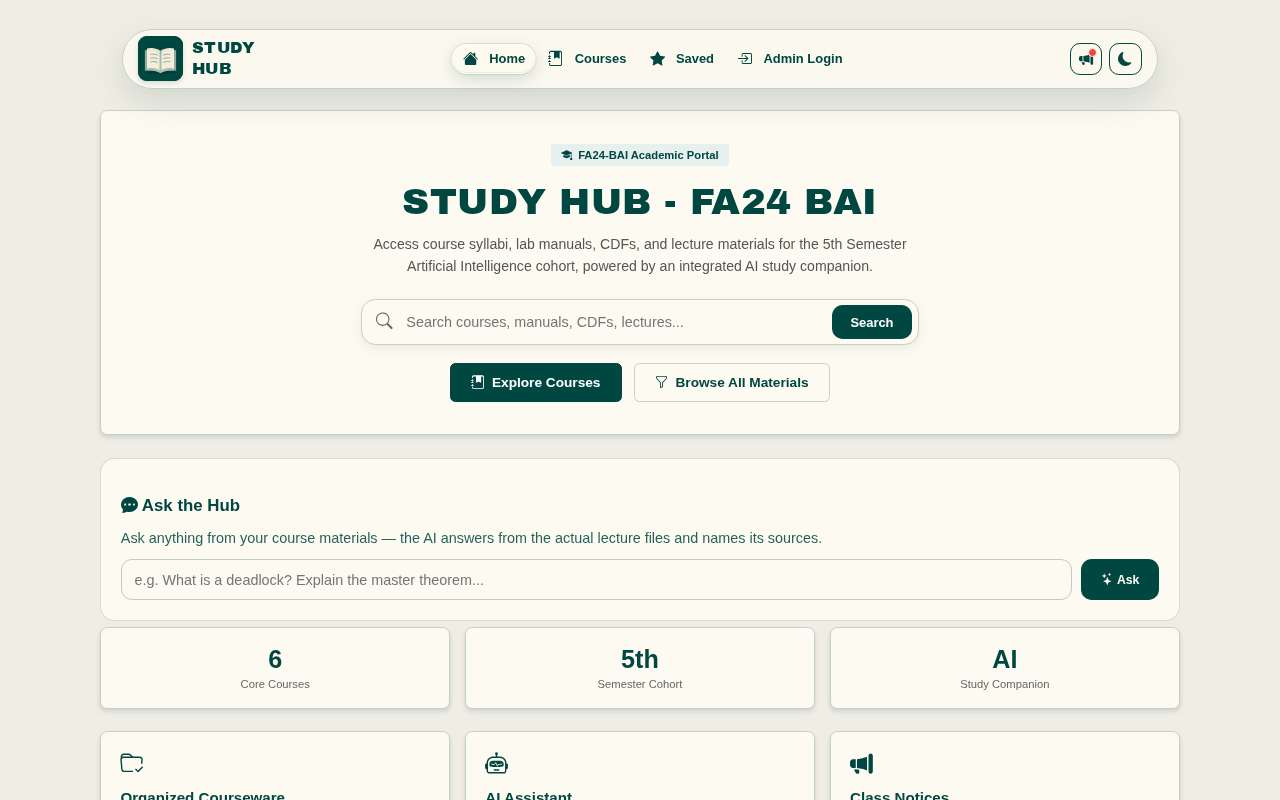 STUDY
HUB
Home
Courses
Saved
Admin Login
FA24-BAI Academic Portal
STUDY HUB - FA24 BAI
Access course syllabi, lab manuals, CDFs, and lecture materials for the 5th Semester
Artificial Intelligence cohort, powered by an integrated AI study companion.
Search courses, manuals, CDFs, lectures...
Search
Explore Courses
Browse All Materials
Ask the Hub
Ask anything from your course materials — the AI answers from the actual lecture files and names its sources.
e.g. What is a deadlock? Explain the master theorem...
Ask
6
Core Courses
5th
Semester Cohort
AI
Study Companion
Organized Courseware
AI Assistant
Class Notices